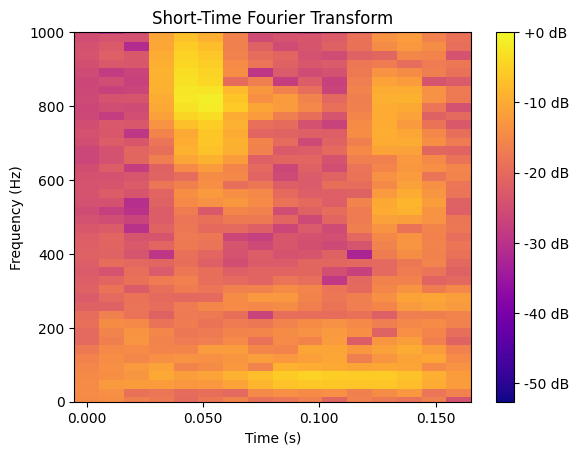 Short-Time Fourier Transform
Frequency (Hz)
1000
800
600
400
200
0
0.000
0.050
0.100
0.150
Time (s)
+0 dB
-10 dB
-20 dB
-30 dB
-40 dB
-50 dB